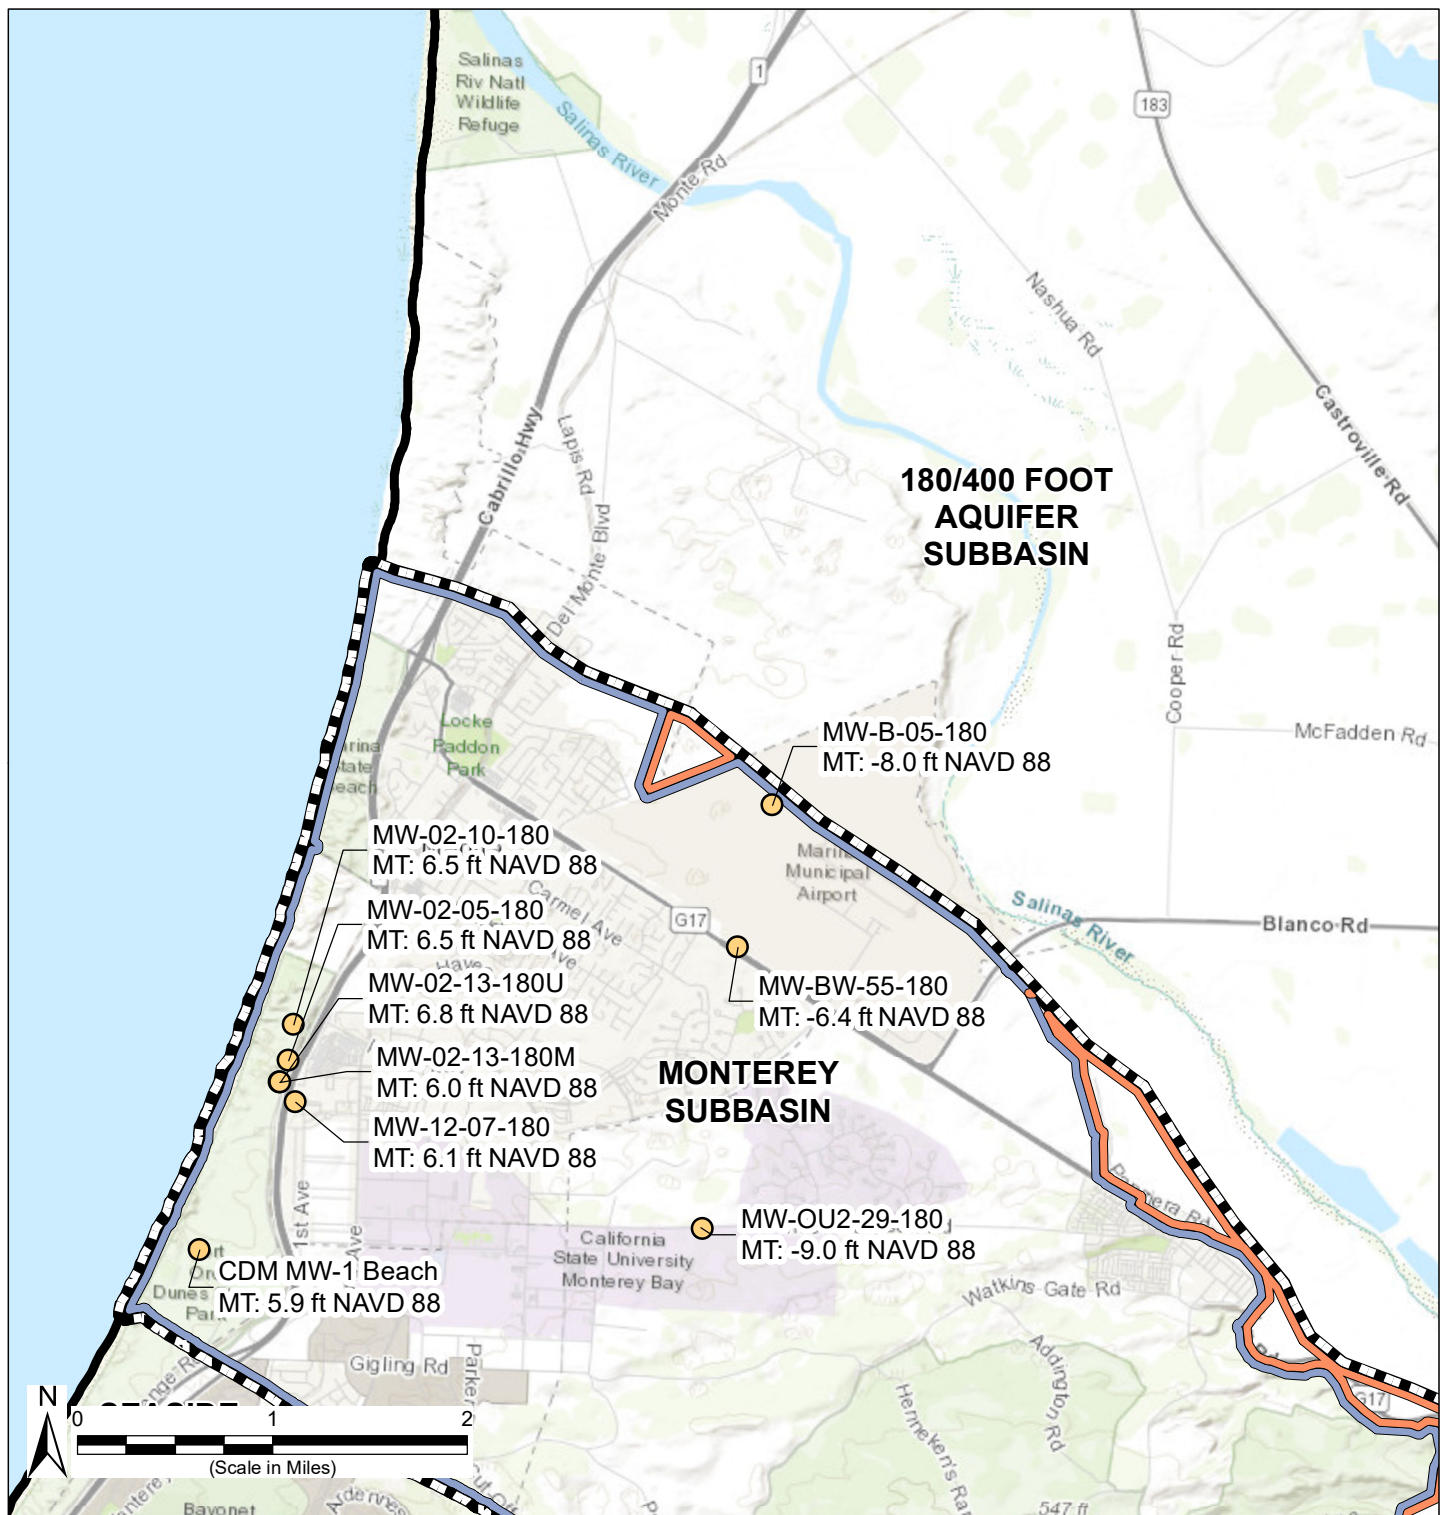 Salinas
Riv Natl
Wildlife
Refuge
Salinas River
1
Monte Rd
183
Nashua Rd
Castroville Rd
Cabrillo Hwy
Lapis Rd
Del Monte Blvd
180/400 FOOT
AQUIFER
SUBBASIN
Cooper Rd
McFadden Rd
Locke
Paddon
Park
MW-B-05-180
MT: -8.0 ft NAVD 88
State
MW-02-10-180
MT: 6.5 ft NAVD 88
Municipal
Airport
Carmel Ave
G17
Ave
MW-02-05-180
MT: 6.5 ft NAVD 88
Salinas River
Blanco Rd
MW-02-13-180U
MT: 6.8 ft NAVD 88
MW-BW-55-180
MT: -6.4 ft NAVD 88
MW-02-13-180M
MT: 6.0 ft NAVD 88
MONTEREY
SUBBASIN
MW-12-07-180
MT: 6.1 ft NAVD 88
1st Ave
Ave
MW-OU2-29-180
MT: -9.0 ft NAVD 88
California
State University
Monterey Bay
CDM MW-1 Beach
MT: 5.9 ft NAVD 88
Dunes
Park
Watkins Gate Rd
Addington Rd
Gigling Rd
G17
N
0 1 2
(Scale in Miles)
Bayonet
547 ft